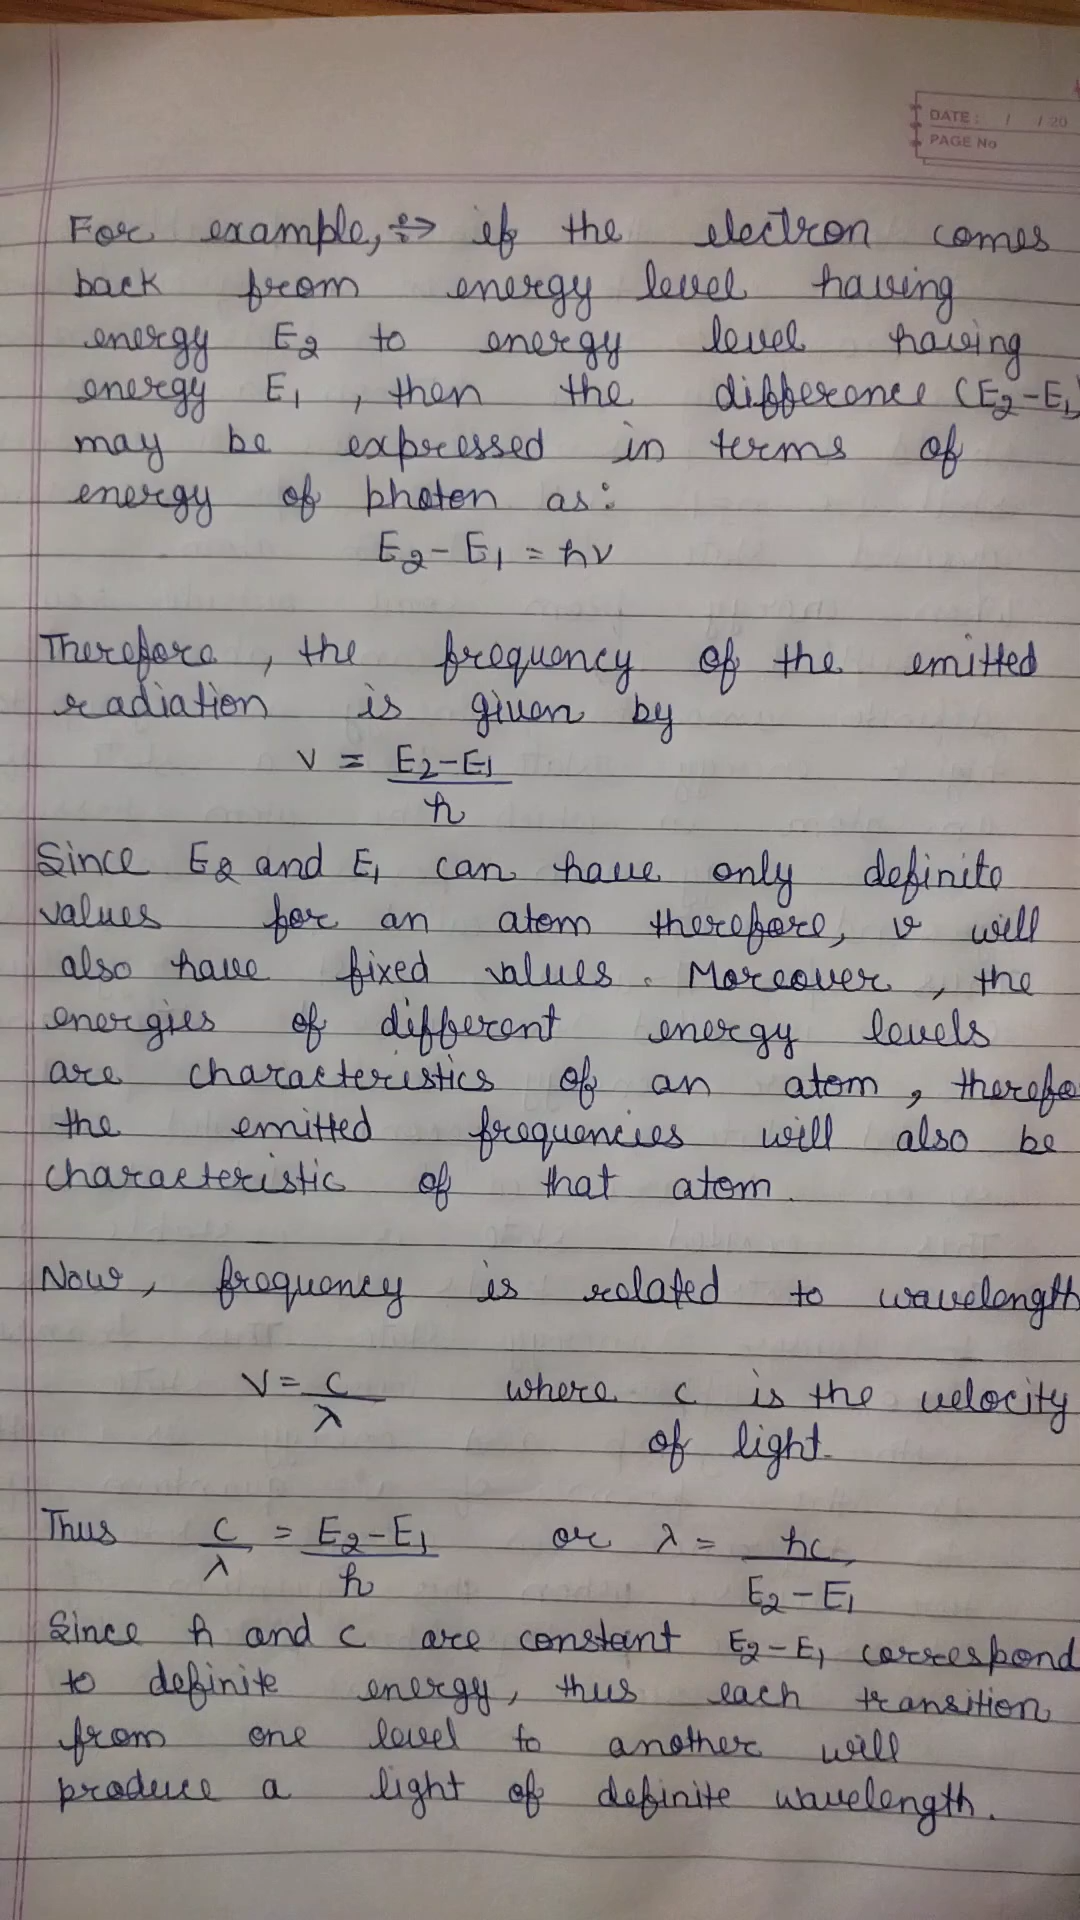 DATE: / /20
PAGE No
For example, ⇒ if the electron comes
back from energy level having
energy E2 to energy level having
energy E1, then the difference (E2-E1)
may be expressed in terms of
energy of photon as:
E2-E1 = hν
Therefore, the frequency of the emitted
radiation is given by
ν = E2-E1
h
Since E2 and E1 can have only definite
values for an atom therefore, ν will
also have fixed values. Moreover, the
energies of different energy levels
are characteristics of an atom, therefo
the emitted frequencies will also be
characteristic of that atom.
Now, frequency is related to wavelength
ν = c/λ where c is the velocity
of light.
Thus c/λ = E2-E1/h or λ = hc/E2-E1
Since h and c are constant E2-E1 correspond
to definite energy, thus each transition
from one level to another will
produce a light of definite wavelength.